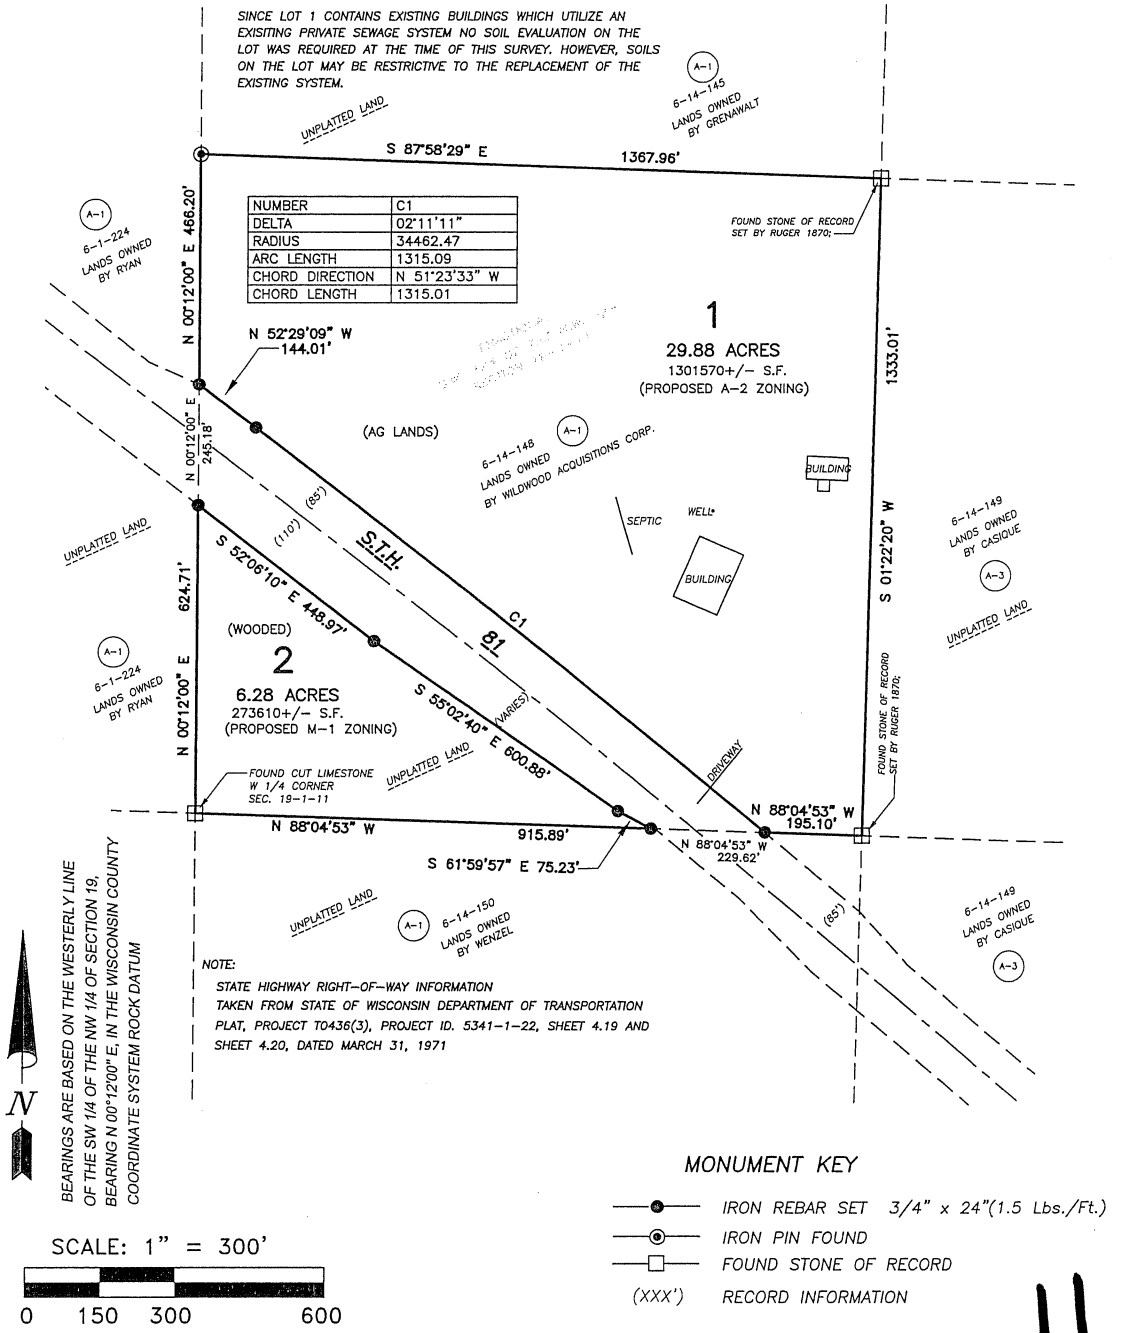 SINCE LOT 1 CONTAINS EXISTING BUILDINGS WHICH UTILIZE AN
EXISITING PRIVATE SEWAGE SYSTEM NO SOIL EVALUATION ON THE
LOT WAS REQUIRED AT THE TIME OF THIS SURVEY. HOWEVER, SOILS
ON THE LOT MAY BE RESTRICTIVE TO THE REPLACEMENT OF THE
EXISTING SYSTEM.
A-1
6-14-145
LANDS OWNED
BY GRENAWALT
UNPLATTED LAND
S 87°58'29" E
1367.96'
A-1
6-1-224
LANDS OWNED
BY RYAN
N 00°12'00" E 466.20'
NUMBER C1
DELTA 02°11'11"
RADIUS 34462.47
ARC LENGTH 1315.09
CHORD DIRECTION N 51°23'33" W
CHORD LENGTH 1315.01
FOUND STONE OF RECORD
SET BY RUGER 1870;
N 52°29'09" W
144.01'
1
29.88 ACRES
1301570+/- S.F.
(PROPOSED A-2 ZONING)
1333.01'
S 01°22'20" W
N 00°12'00" E
245.18'
(AG LANDS)
A-1
6-14-148
LANDS OWNED
BY WILDWOOD ACQUISITIONS CORP.
BUILDING
SEPTIC
WELL
BUILDING
(85')
(110')
S.T.H.
81
C1
(VARIES)
6-14-149
LANDS OWNED
BY CASIQUE
A-3
UNPLATTED LAND
UNPLATTED LAND
S 52°06'10" E 448.97'
624.71'
N 00°12'00" E
A-1
6-1-224
LANDS OWNED
BY RYAN
(WOODED)
2
6.28 ACRES
273610+/- S.F.
(PROPOSED M-1 ZONING)
S 55°02'40" E 600.88'
UNPLATTED LAND
FOUND STONE OF RECORD
SET BY RUGER 1870;
DRIVEWAY
FOUND CUT LIMESTONE
W 1/4 CORNER
SEC. 19-1-11
N 88°04'53" W
915.89'
N 88°04'53" W
195.10'
N 88°04'53" W
229.62'
S 61°59'57" E 75.23'
UNPLATTED LAND
A-1
6-14-150
LANDS OWNED
BY WENZEL
(85')
6-14-149
LANDS OWNED
BY CASIQUE
A-3
NOTE:
STATE HIGHWAY RIGHT-OF-WAY INFORMATION
TAKEN FROM STATE OF WISCONSIN DEPARTMENT OF TRANSPORTATION
PLAT, PROJECT T0436(3), PROJECT ID. 5341-1-22, SHEET 4.19 AND
SHEET 4.20, DATED MARCH 31, 1971
BEARINGS ARE BASED ON THE WESTERLY LINE
OF THE SW 1/4 OF THE NW 1/4 OF SECTION 19,
BEARING N 00°12'00" E, IN THE WISCONSIN COUNTY
COORDINATE SYSTEM ROCK DATUM
N
MONUMENT KEY
IRON REBAR SET 3/4" x 24"(1.5 Lbs./Ft.)
IRON PIN FOUND
FOUND STONE OF RECORD
(XXX') RECORD INFORMATION
SCALE: 1" = 300'
0 150 300 600